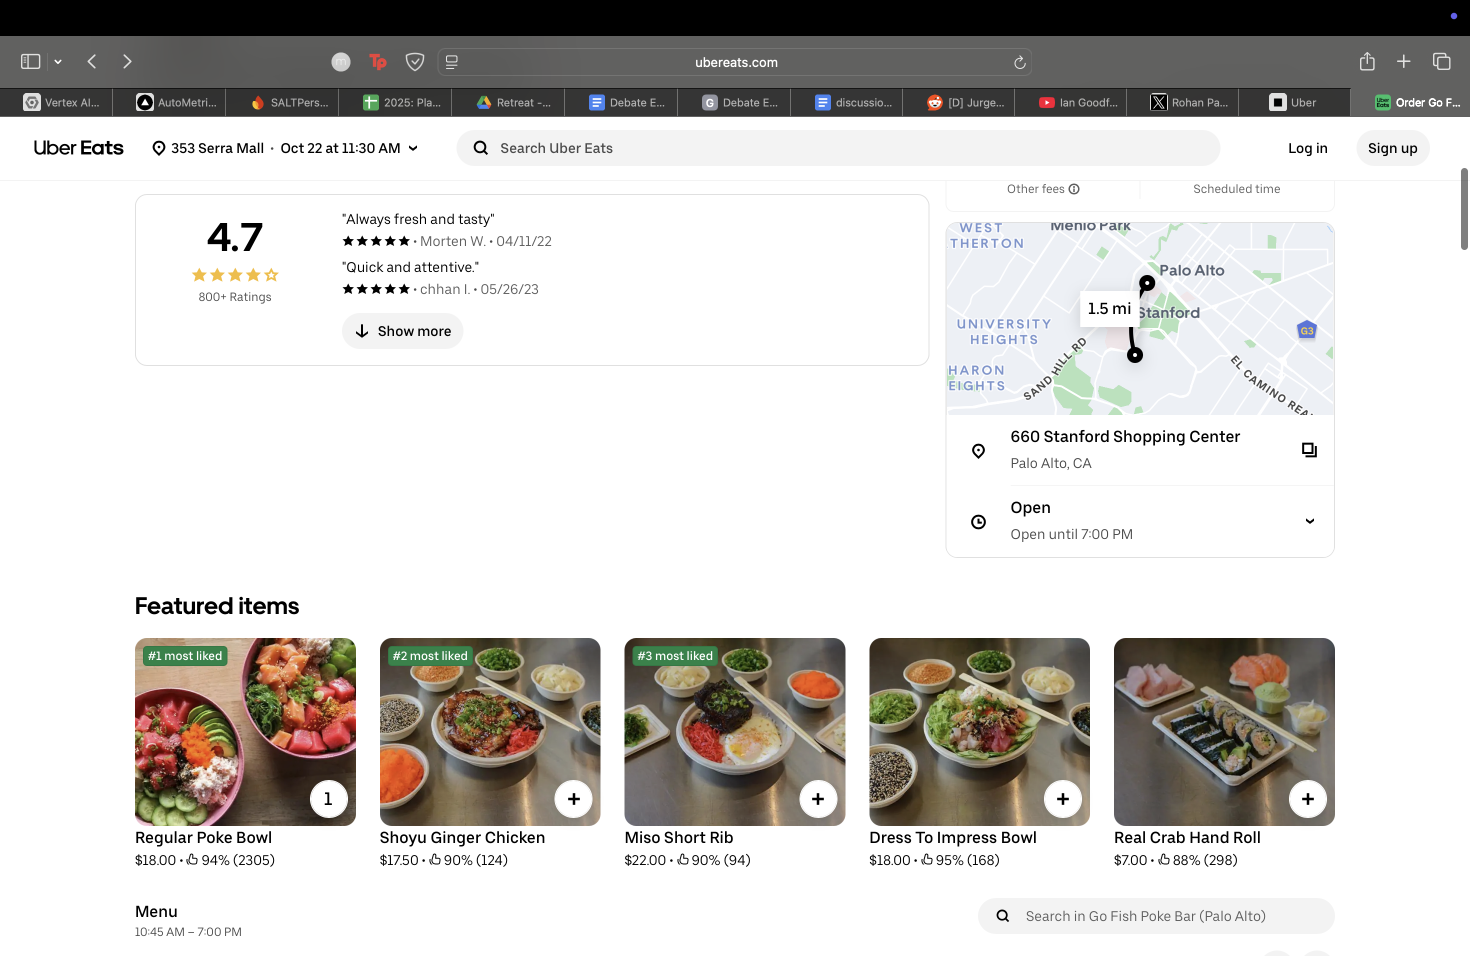 ubereats.com
Vertex AI...
AutoMetri...
SALTPers...
2025: Pla...
Retreat -...
Debate E...
Debate E...
discussio...
[D] Jurge...
Ian Goodf...
Rohan Pa...
Uber
Order Go F...
Uber Eats
353 Serra Mall · Oct 22 at 11:30 AM
Search Uber Eats
Log in
Sign up
4.7
800+ Ratings
"Always fresh and tasty"
• Morten W. • 04/11/22
"Quick and attentive."
• chhan I. • 05/26/23
Show more
Other fees
Scheduled time
WEST
THERTON
Menlo Park
Palo Alto
1.5 mi
Stanford
UNIVERSITY
HEIGHTS
G3
HARON
EIGHTS
SAND HILL RD
EL CAMINO REA
660 Stanford Shopping Center
Palo Alto, CA
Open
Open until 7:00 PM
Featured items
#1 most liked
1
Regular Poke Bowl
$18.00 • 94% (2305)
#2 most liked
Shoyu Ginger Chicken
$17.50 • 90% (124)
#3 most liked
Miso Short Rib
$22.00 • 90% (94)
Dress To Impress Bowl
$18.00 • 95% (168)
Real Crab Hand Roll
$7.00 • 88% (298)
Menu
10:45 AM – 7:00 PM
Search in Go Fish Poke Bar (Palo Alto)